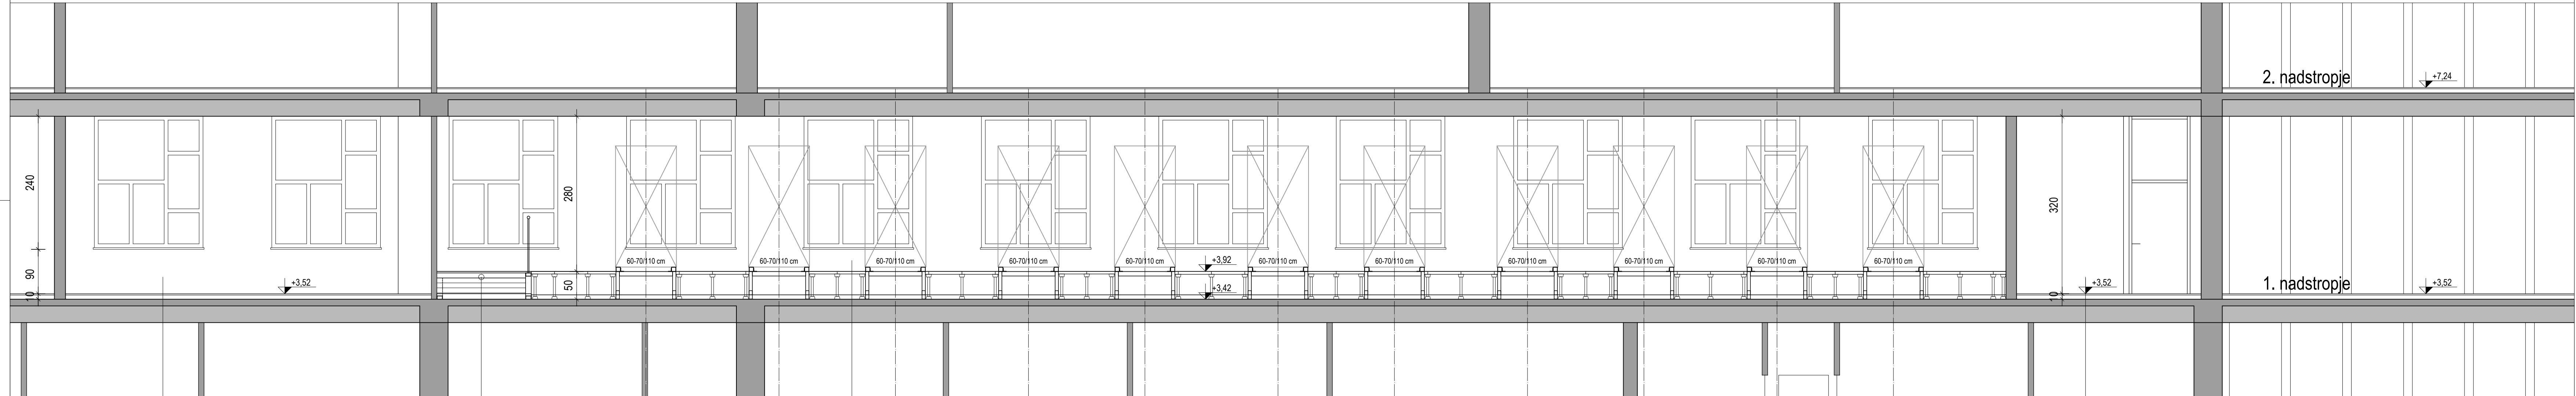 2. nadstropje
+7,24
240
280
320
60-70/110 cm
60-70/110 cm
60-70/110 cm
60-70/110 cm
60-70/110 cm
60-70/110 cm
60-70/110 cm
60-70/110 cm
60-70/110 cm
60-70/110 cm
60-70/110 cm
+3,92
90
+3,52
50
10
+3,42
+3,52
10
1. nadstropje
+3,52